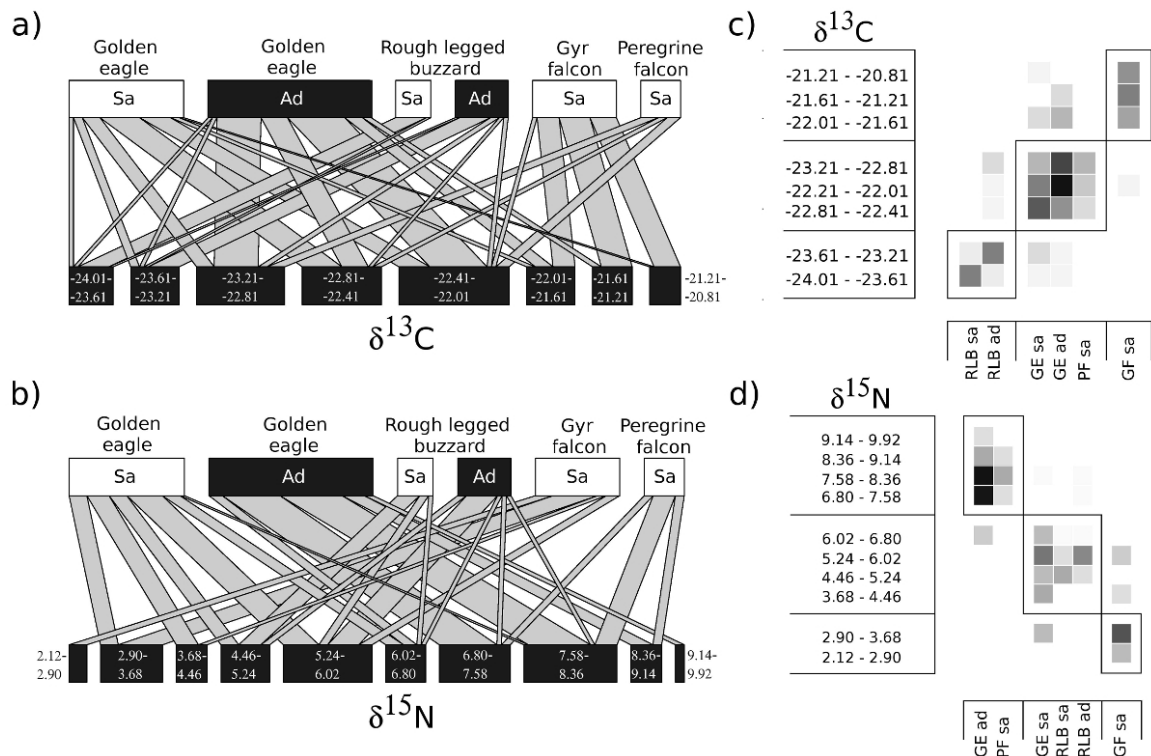 a)
Golden eagle
Golden eagle
Rough legged buzzard
Gyr falcon
Peregrine falcon
Sa
Ad
Sa
Ad
Sa
Sa
-24.01- -23.61
-23.61- -23.21
-23.21- -22.81
-22.81- -22.41
-22.41- -22.01
-22.01- -21.61
-21.61 -21.21
-21.21- -20.81
δ13C
b)
Golden eagle
Golden eagle
Rough legged buzzard
Gyr falcon
Peregrine falcon
Sa
Ad
Sa
Ad
Sa
Sa
2.12- 2.90
2.90- 3.68
3.68- 4.46
4.46- 5.24
5.24- 6.02
6.02- 6.80
6.80- 7.58
7.58- 8.36
8.36- 9.14
9.14- 9.92
δ15N
c)
δ13C
-21.21 - -20.81
-21.61 - -21.21
-22.01 - -21.61
-23.21 - -22.81
-22.21 - -22.01
-22.81 - -22.41
-23.61 - -23.21
-24.01 - -23.61
RLB sa
RLB ad
GE sa
GE ad
PF sa
GF sa
d)
δ15N
9.14 - 9.92
8.36 - 9.14
7.58 - 8.36
6.80 - 7.58
6.02 - 6.80
5.24 - 6.02
4.46 - 5.24
3.68 - 4.46
2.90 - 3.68
2.12 - 2.90
GE ad
PF sa
GE sa
RLB sa
RLB ad
GF sa